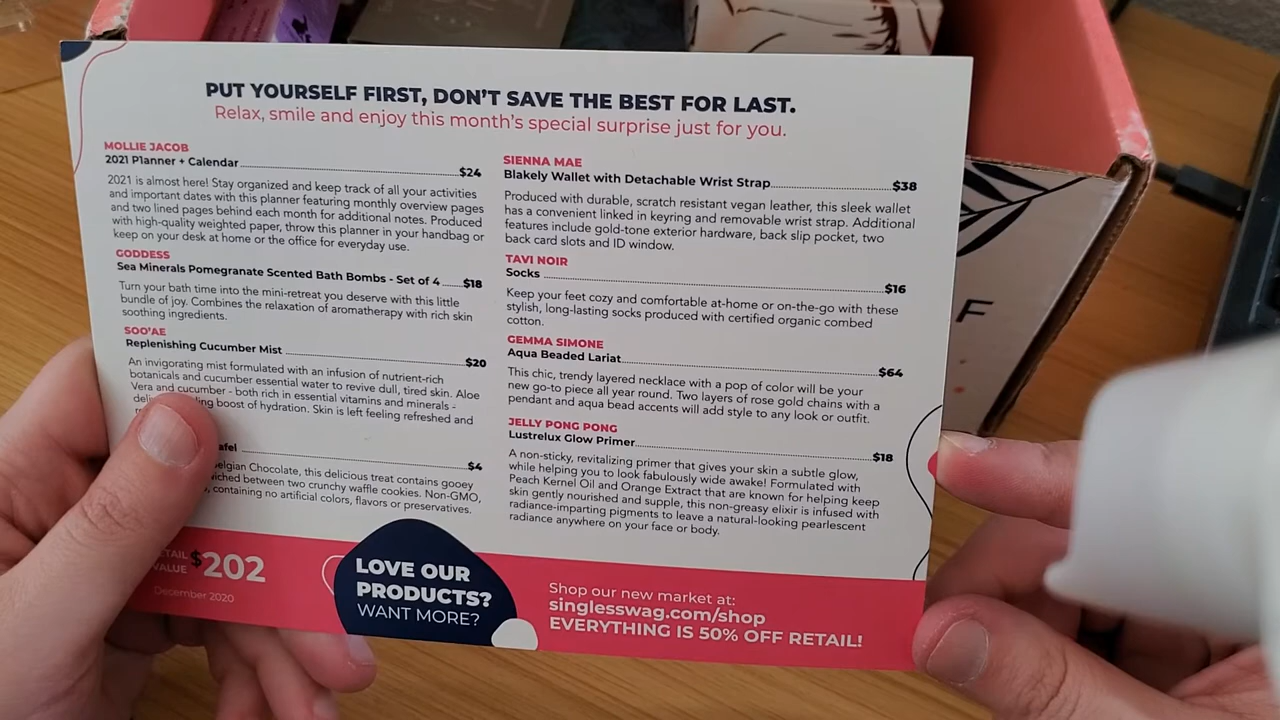 PUT YOURSELF FIRST, DON'T SAVE THE BEST FOR LAST.
Relax, smile and enjoy this month's special surprise just for you.
MOLLIE JACOB
2021 Planner + Calendar $24
2021 is almost here! Stay organized and keep track of all your activities
and important dates with this planner featuring monthly overview pages
and two lined pages behind each month for additional notes. Produced
with high-quality weighted paper, throw this planner in your handbag or
keep on your desk at home or the office for everyday use.
GODDESS
Sea Minerals Pomegranate Scented Bath Bombs - Set of 4 $18
Turn your bath time into the mini-retreat you deserve with this little
bundle of joy. Combines the relaxation of aromatherapy with rich skin
soothing ingredients.
SOO'AE
Replenishing Cucumber Mist $20
An invigorating mist formulated with an infusion of nutrient-rich
botanicals and cucumber essential water to revive dull, tired skin. Aloe
Vera and cucumber - both rich in essential vitamins and minerals -
boost of hydration. Skin is left feeling refreshed and
$4
Chocolate, this delicious treat contains gooey
between two crunchy waffle cookies. Non-GMO,
containing no artificial colors, flavors or preservatives.
SIENNA MAE
Blakely Wallet with Detachable Wrist Strap $38
Produced with durable, scratch resistant vegan leather, this sleek wallet
has a convenient linked in keyring and removable wrist strap. Additional
features include gold-tone exterior hardware, back slip pocket, two
back card slots and ID window.
TAVI NOIR
Socks $16
Keep your feet cozy and comfortable at-home or on-the-go with these
stylish, long-lasting socks produced with certified organic combed
cotton.
GEMMA SIMONE
Aqua Beaded Lariat $64
This chic, trendy layered necklace with a pop of color will be your
new go-to piece all year round. Two layers of rose gold chains with a
pendant and aqua bead accents will add style to any look or outfit.
JELLY PONG PONG
Lustrelux Glow Primer $18
A non-sticky, revitalizing primer that gives your skin a subtle glow,
while helping you to look fabulously wide awake! Formulated with
Peach Kernel Oil and Orange Extract that are known for helping keep
skin gently nourished and supple, this non-greasy elixir is infused with
radiance-imparting pigments to leave a natural-looking pearlescent
radiance anywhere on your face or body.
VALUE $202
December 2020
LOVE OUR
PRODUCTS?
WANT MORE?
Shop our new market at:
singlesswag.com/shop
EVERYTHING IS 50% OFF RETAIL!
F